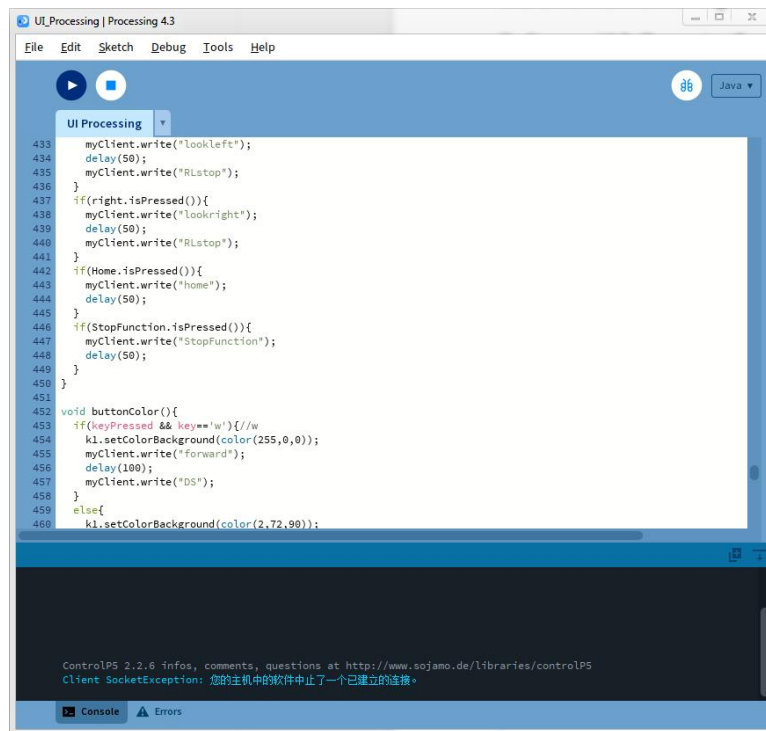 UI_Processing | Processing 4.3
File Edit Sketch Debug Tools Help
Java ▾
UI Processing ▾
433 myClient.write("lookleft");
434 delay(50);
435 myClient.write("RLstop");
436 }
437 if(right.isPressed()){
438 myClient.write("lookright");
439 delay(50);
440 myClient.write("RLstop");
441 }
442 if(Home.isPressed()){
443 myClient.write("home");
444 delay(50);
445 }
446 if(StopFunction.isPressed()){
447 myClient.write("StopFunction");
448 delay(50);
449 }
450 }
451
452 void buttonColor(){
453 if(keyPressed && key=='w'){//w
454 k1.setColorBackground(color(255,0,0));
455 myClient.write("forward");
456 delay(100);
457 myClient.write("DS");
458 }
459 else{
460 k1.setColorBackground(color(2,72,90));
ControlP5 2.2.6 infos, comments, questions at http://www.sojamo.de/libraries/controlP5
Client SocketException: 您的主机中的软件中止了一个已建立的连接。
Console Errors